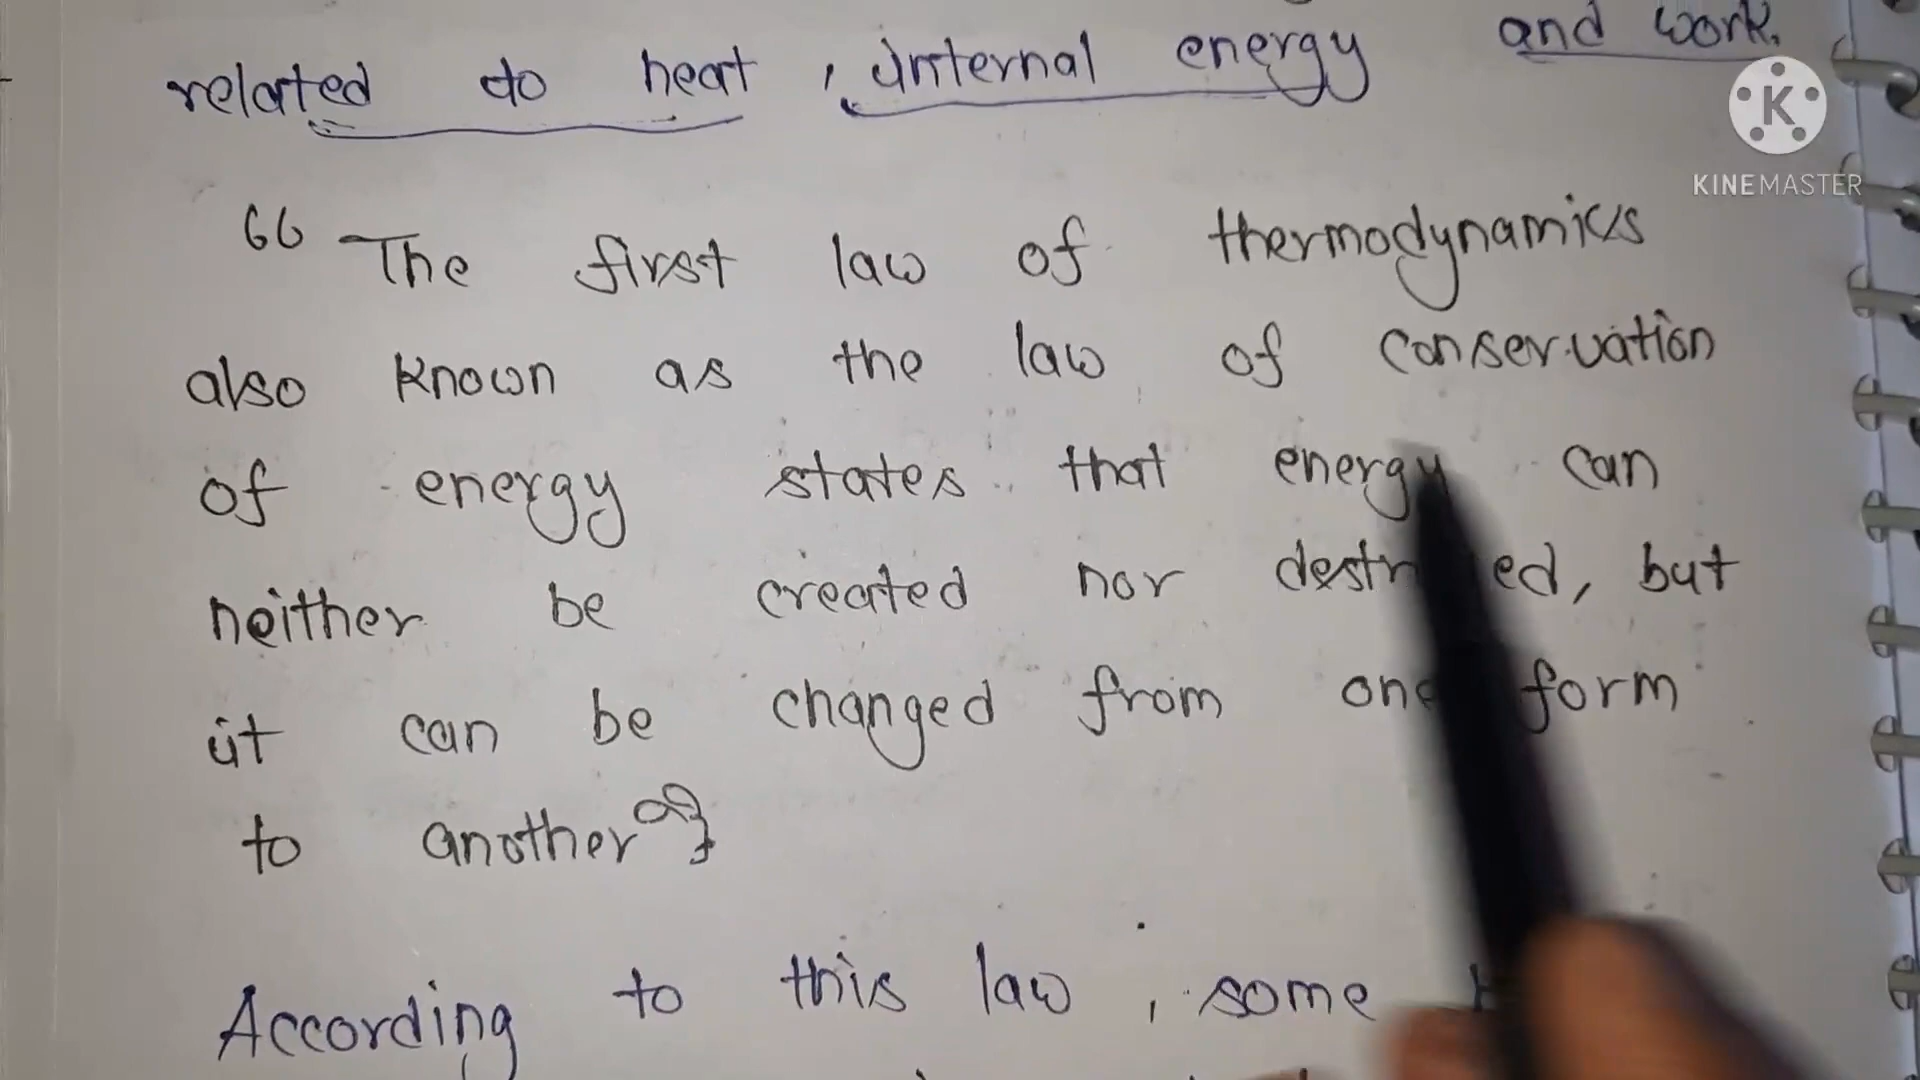 related to heat, internal energy and work.
KINEMASTER
"The first law of thermodynamics
also known as the law of conservation
of energy states that energy can
neither be created nor destroyed, but
it can be changed from one form
to another"
According to this law, some